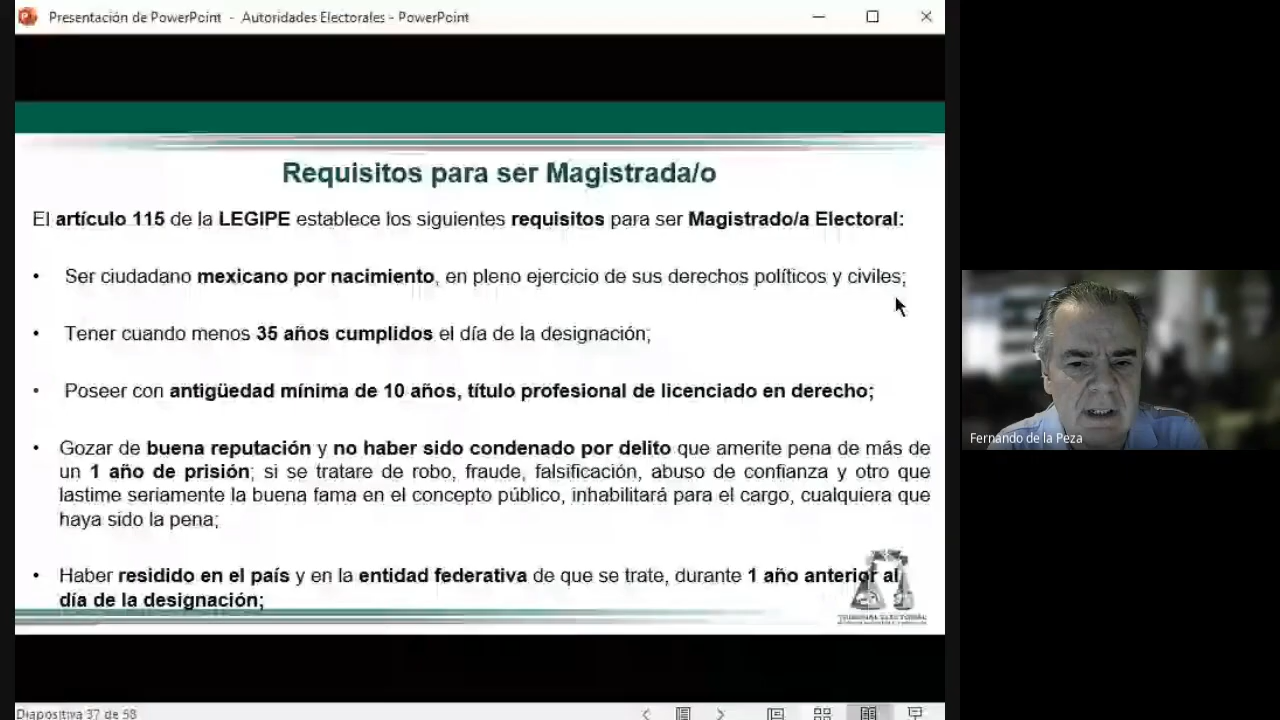 Presentación de PowerPoint - Autoridades Electorales - PowerPoint
Requisitos para ser Magistrada/o
El artículo 115 de la LEGIPE establece los siguientes requisitos para ser Magistrado/a Electoral:
• Ser ciudadano mexicano por nacimiento, en pleno ejercicio de sus derechos políticos y civiles;
• Tener cuando menos 35 años cumplidos el día de la designación;
• Poseer con antigüedad mínima de 10 años, título profesional de licenciado en derecho;
• Gozar de buena reputación y no haber sido condenado por delito que amerite pena de más de
un 1 año de prisión; si se tratare de robo, fraude, falsificación, abuso de confianza y otro que
lastime seriamente la buena fama en el concepto público, inhabilitará para el cargo, cualquiera que
haya sido la pena;
• Haber residido en el país y en la entidad federativa de que se trate, durante 1 año anterior al
día de la designación;
TRIBUNAL ELECTORAL
Diapositiva 37 de 58
Fernando de la Peza